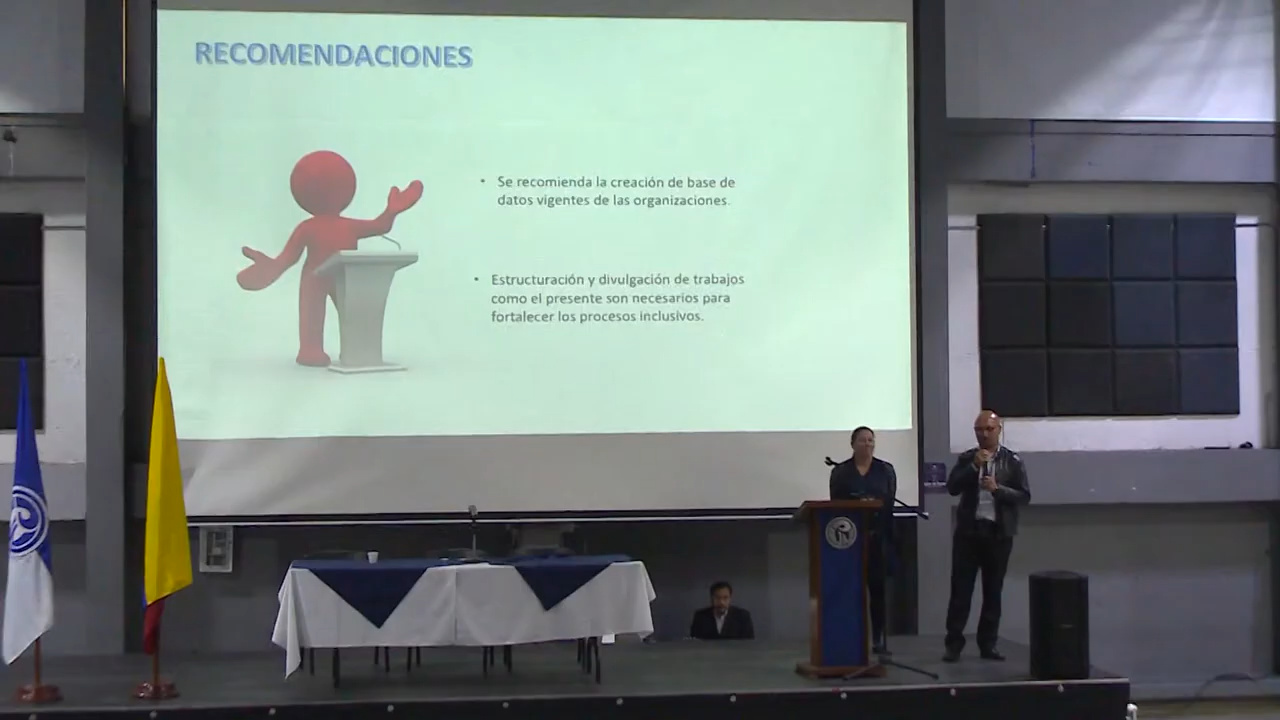 RECOMENDACIONES
• Se recomienda la creación de base de
datos vigentes de las organizaciones.
• Estructuración y divulgación de trabajos
como el presente son necesarios para
fortalecer los procesos inclusivos.